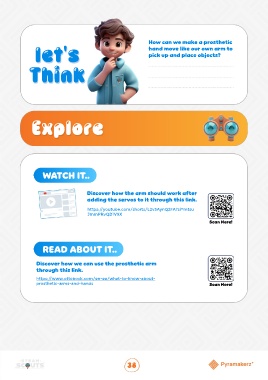 let's
Think
How can we make a prosthetic
hand move like our own arm to
pick up and place objects?
Explore
WATCH IT..
Discover how the arm should work after
adding the servos to it through this link.
Scan Here!
READ ABOUT IT..
Discover how we can use the prosthetic arm
through this link.
Scan Here!
38
Pyramakerz